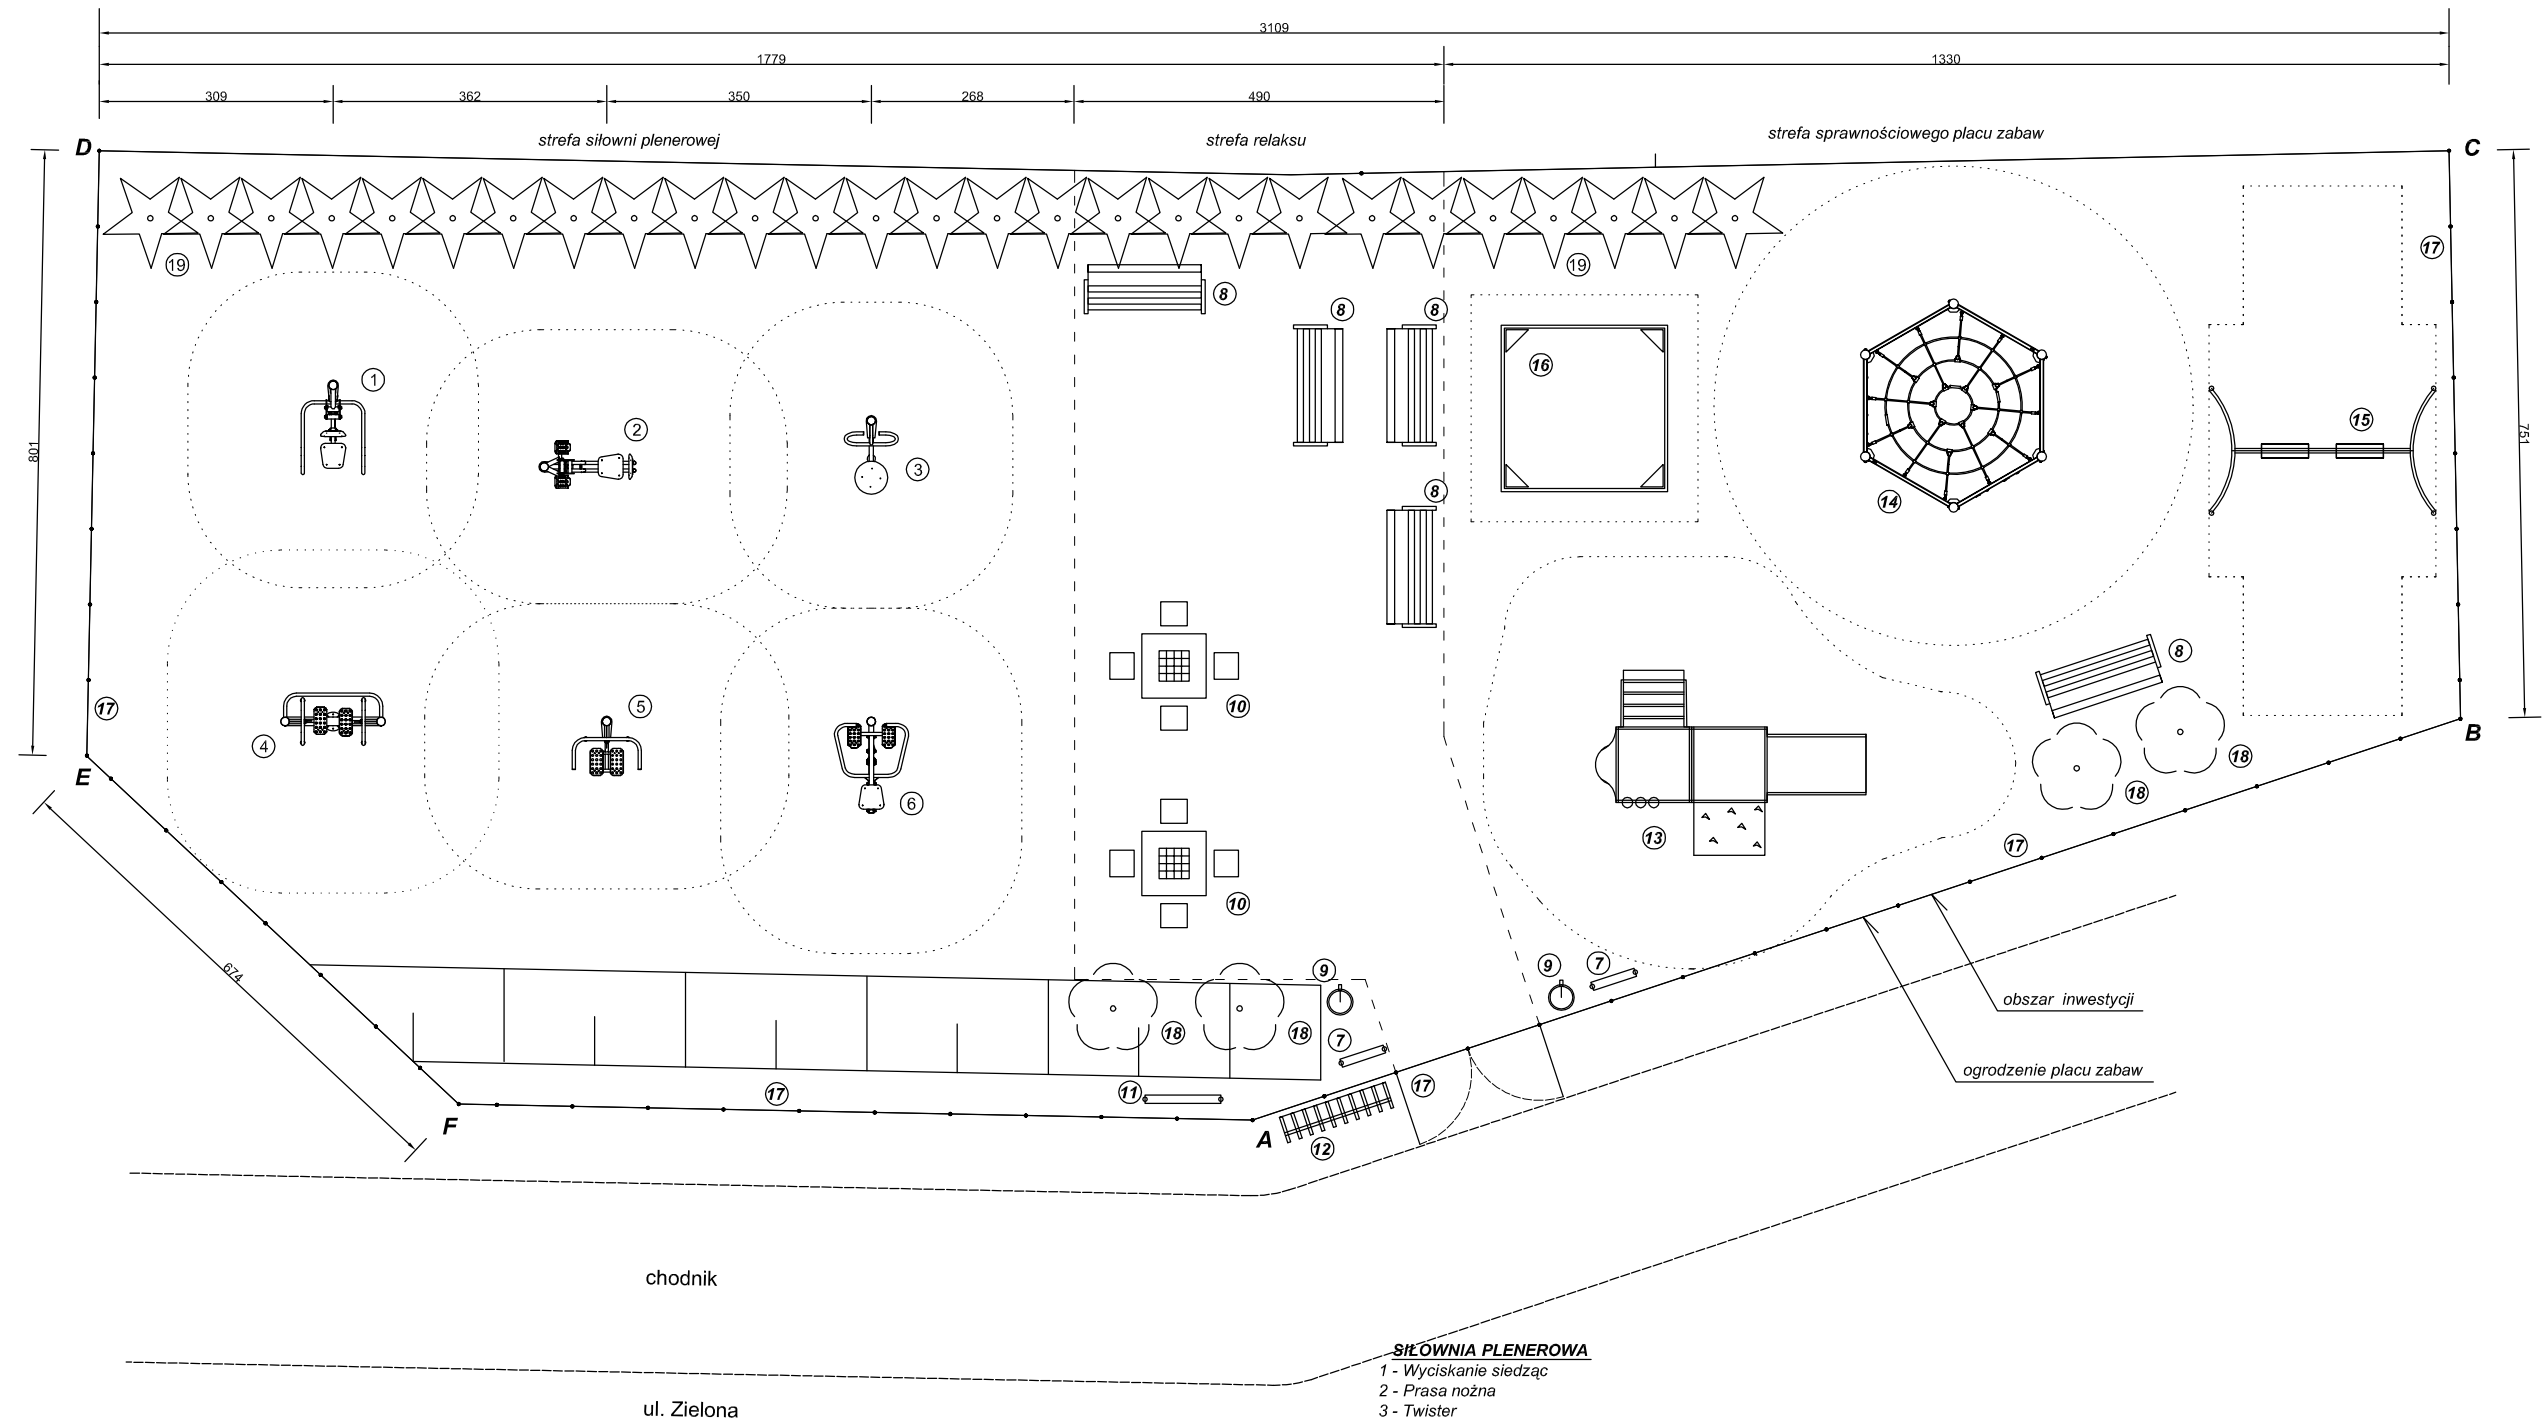 3109
1779
1330
309
362
350
268
490
strefa siłowni plenerowej
strefa relaksu
strefa sprawnościowego placu zabaw
D
C
801
751
17
19
19
8
8
8
16
1
2
3
15
14
8
8
17
10
4
5
6
18
18
B
E
13
17
10
674
9
9
7
obszar inwestycji
18
18
7
ogrodzenie placu zabaw
17
11
17
F
A
12
chodnik
SIŁOWNIA PLENEROWA
1 - Wyciskanie siedząc
2 - Prasa nożna
3 - Twister
ul. Zielona